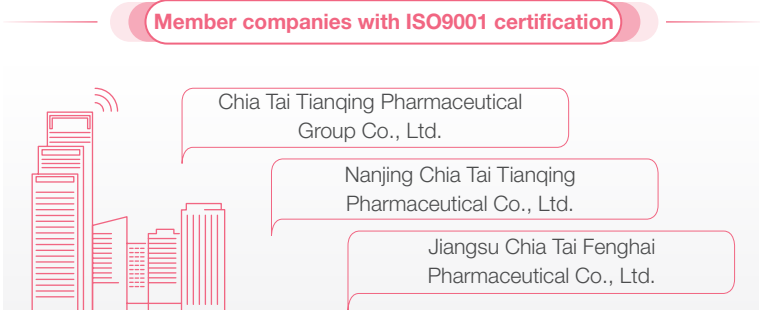 Member companies with ISO9001 certification
Chia Tai Tianqing Pharmaceutical
Group Co., Ltd.
Nanjing Chia Tai Tianqing
Pharmaceutical Co., Ltd.
Jiangsu Chia Tai Fenghai
Pharmaceutical Co., Ltd.